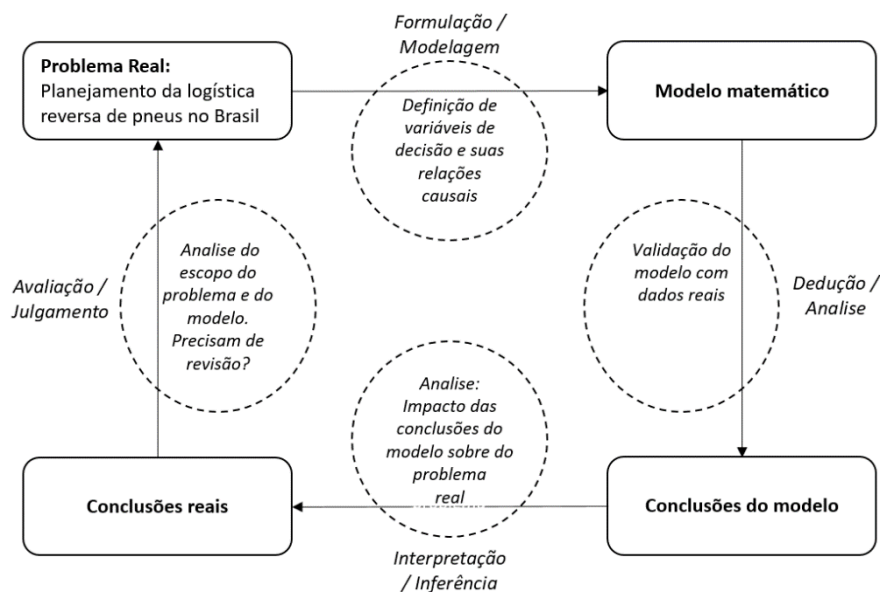 Formulação /
Modelagem
Problema Real:
Planejamento da logística
reversa de pneus no Brasil
Modelo matemático
Definição de
variáveis de
decisão e suas
relações
causais
Avaliação /
Julgamento
Analise do
escopo do
problema e do
modelo.
Precisam de
revisão?
Validação do
modelo com
dados reais
Dedução /
Analise
Analise:
Impacto das
conclusões do
modelo sobre do
problema
real
Conclusões reais
Conclusões do modelo
Interpretação
/ Inferência